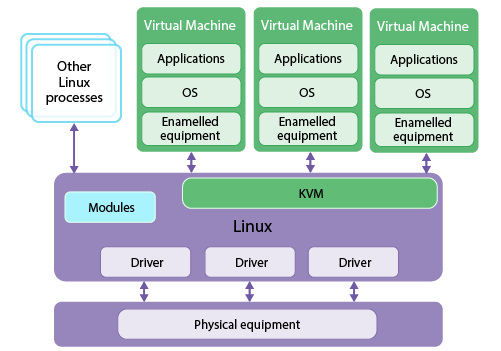 Other
Linux
processes
Virtual Machine
Applications
OS
Enamelled
equipment
Virtual Machine
Applications
OS
Enamelled
equipment
Virtual Machine
Applications
OS
Enamelled
equipment
Modules
KVM
Linux
Driver
Driver
Driver
Physical equipment